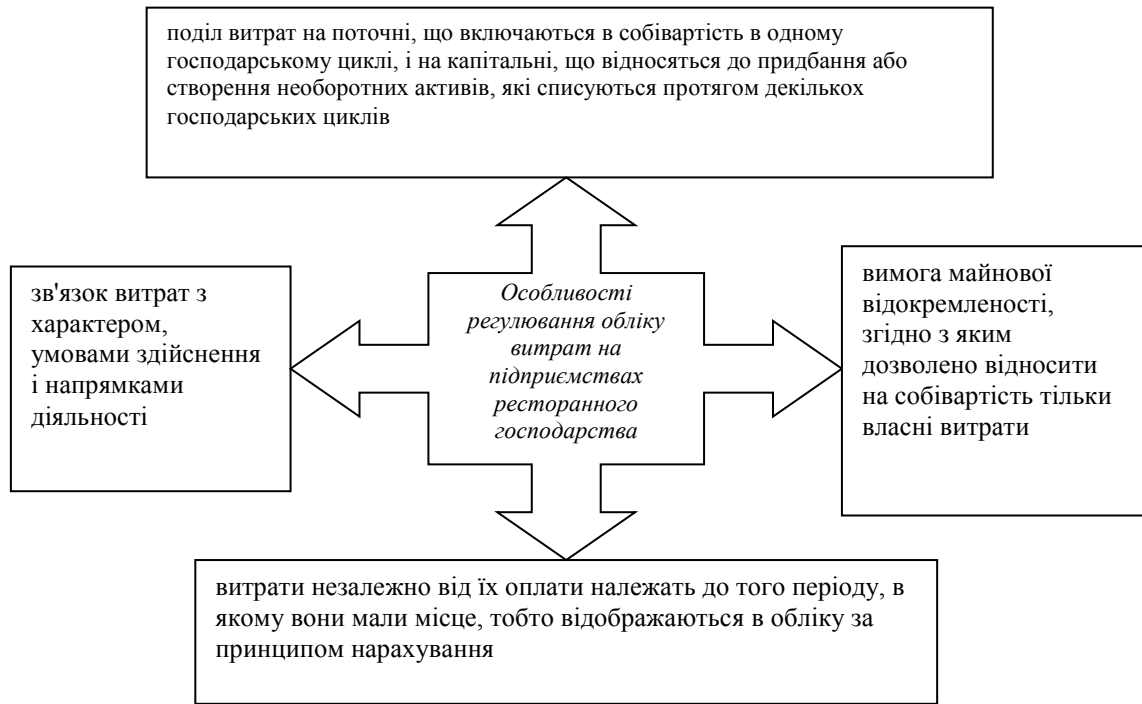 поділ витрат на поточні, що включаються в собівартість в одному
господарському циклі, і на капітальні, що відносяться до придбання або
створення необоротних активів, які списуються протягом декількох
господарських циклів
зв'язок витрат з
характером,
умовами здійснення
і напрямками
діяльності
Особливості
регулювання обліку
витрат на
підприємствах
ресторанного
господарства
вимога майнової
відокремленості,
згідно з яким
дозволено відносити
на собівартість тільки
власні витрати
витрати незалежно від їх оплати належать до того періоду, в
якому вони мали місце, тобто відображаються в обліку за
принципом нарахування